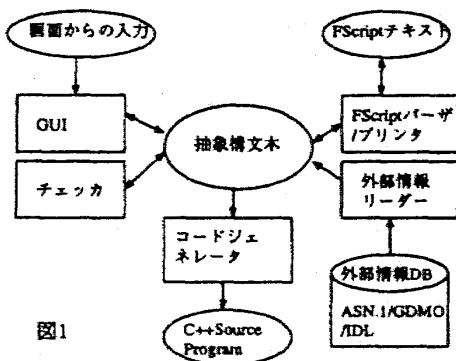 画面からの入力
FScriptテキスト
GUI
抽象構文木
FScriptパーザ
/プリンタ
チェッカ
外部情報
リーダー
コードジェ
ネレータ
外部情報DB
ASN.1/GDMO
/IDL
図1
C++Source
Program